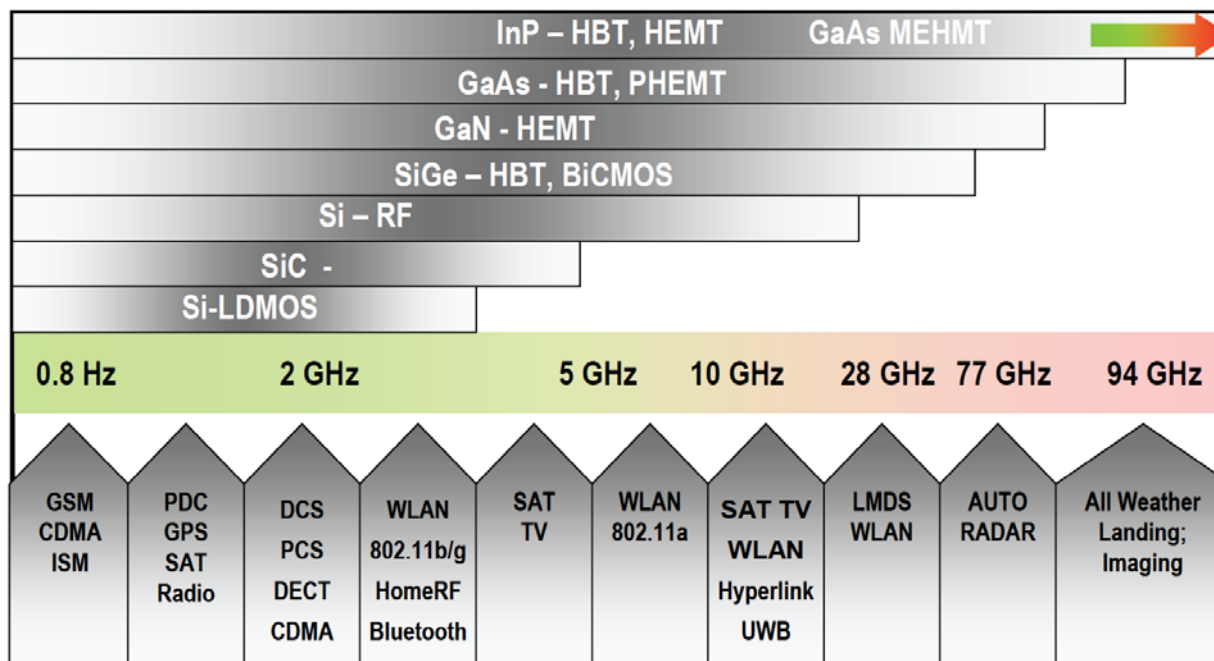 InP – HBT, HEMT GaAs MEHMT
GaAs - HBT, PHEMT
GaN - HEMT
SiGe – HBT, BiCMOS
Si – RF
SiC -
Si-LDMOS
0.8 Hz 2 GHz 5 GHz 10 GHz 28 GHz 77 GHz 94 GHz
GSM
CDMA
ISM
PDC
GPS
SAT
Radio
DCS
PCS
DECT
CDMA
WLAN
802.11b/g
HomeRF
Bluetooth
SAT
TV
WLAN
802.11a
SAT TV
WLAN
Hyperlink
UWB
LMDS
WLAN
AUTO
RADAR
All Weather
Landing;
Imaging